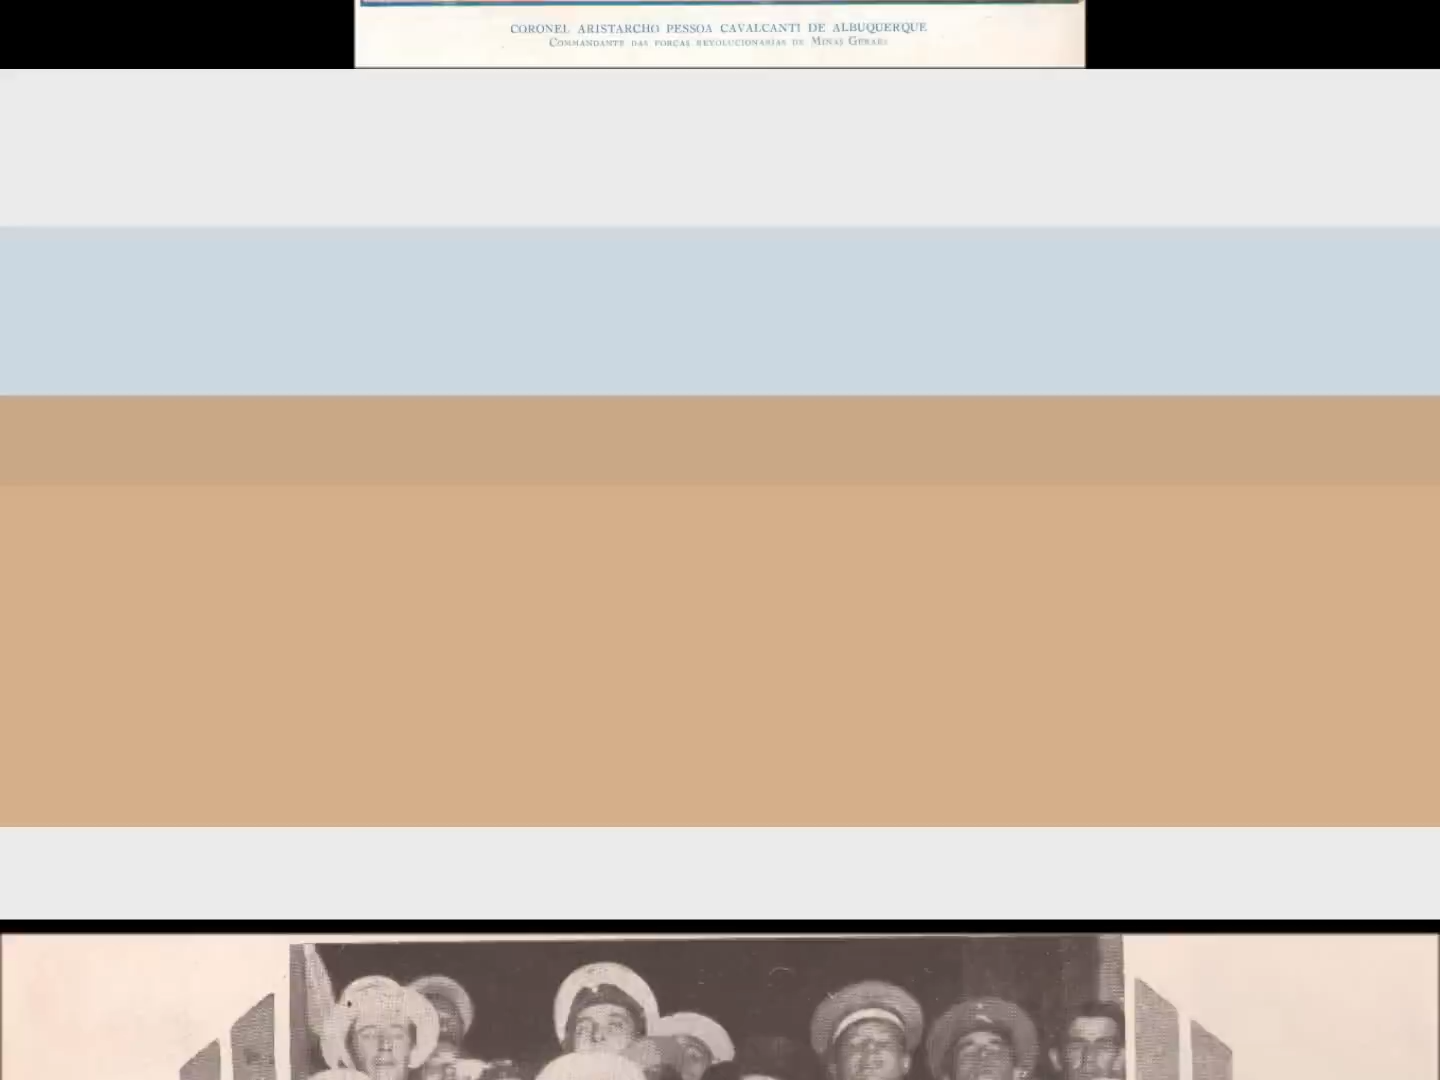 CORONEL ARISTARCHO PESSOA CAVALCANTI DE ALBUQUERQUE
COMMANDANTE DAS FORÇAS REVOLUCIONARIAS DE MINAS GERAES